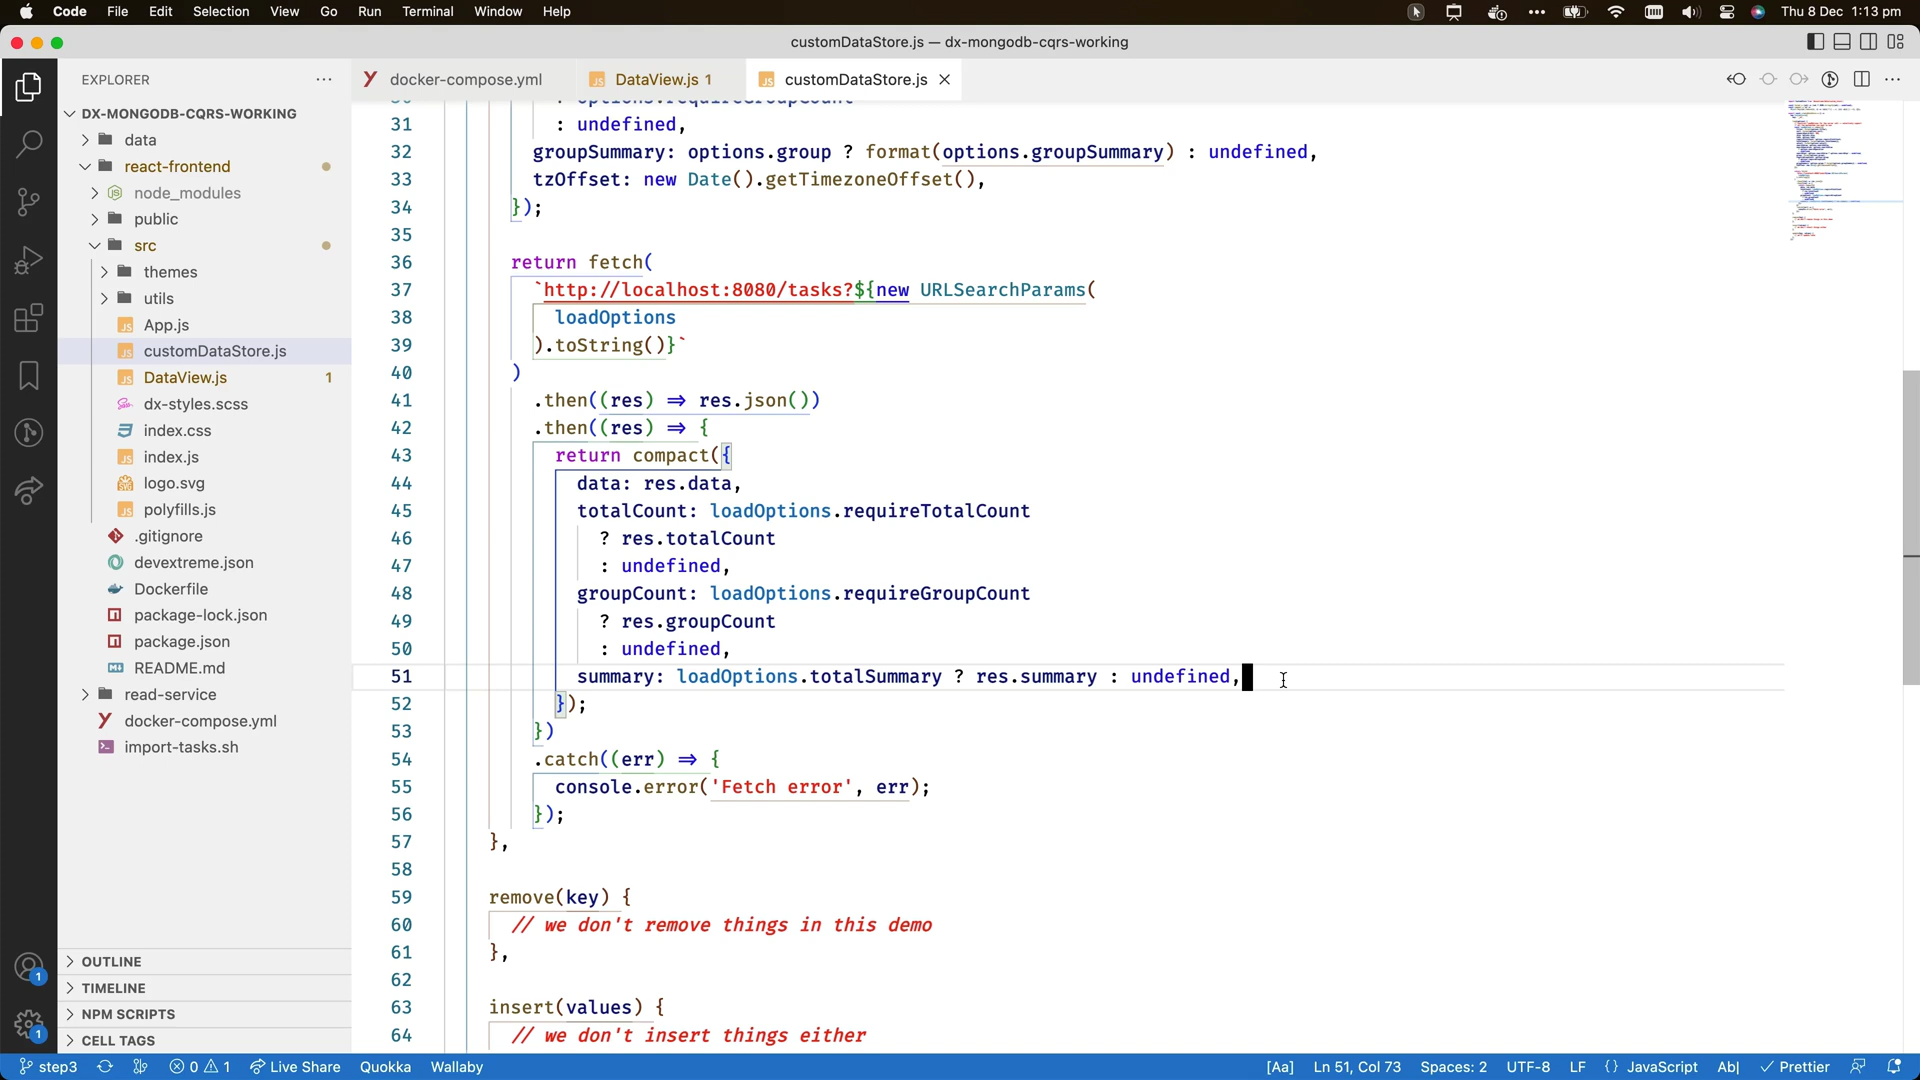 Code File Edit Selection View Go Run Terminal Window Help
Thu 8 Dec 1:13 pm
customDataStore.js — dx-mongodb-cqrs-working
EXPLORER
docker-compose.yml
DataView.js 1
customDataStore.js
DX-MONGODB-CQRS-WORKING
data
react-frontend
node_modules
public
src
themes
utils
App.js
customDataStore.js
DataView.js 1
dx-styles.scss
index.css
index.js
logo.svg
polyfills.js
.gitignore
devextreme.json
Dockerfile
package-lock.json
package.json
README.md
read-service
docker-compose.yml
import-tasks.sh
OUTLINE
TIMELINE
NPM SCRIPTS
CELL TAGS
30 ? options.requireGroupCount
31 : undefined,
32 groupSummary: options.group ? format(options.groupSummary) : undefined,
33 tzOffset: new Date().getTimezoneOffset(),
34 });
35
36 return fetch(
37 `http://localhost:8080/tasks?${new URLSearchParams(
38 loadOptions
39 ).toString()}`
40 )
41 .then((res) ⇒ res.json())
42 .then((res) ⇒ {
43 return compact({
44 data: res.data,
45 totalCount: loadOptions.requireTotalCount
46 ? res.totalCount
47 : undefined,
48 groupCount: loadOptions.requireGroupCount
49 ? res.groupCount
50 : undefined,
51 summary: loadOptions.totalSummary ? res.summary : undefined,
52 });
53 })
54 .catch((err) ⇒ {
55 console.error('Fetch error', err);
56 });
57 },
58
59 remove(key) {
60 // we don't remove things in this demo
61 },
62
63 insert(values) {
64 // we don't insert things either
1
1
step3 0 1 Live Share Quokka Wallaby
[Aa] Ln 51, Col 73 Spaces: 2 UTF-8 LF {} JavaScript Ab| Prettier